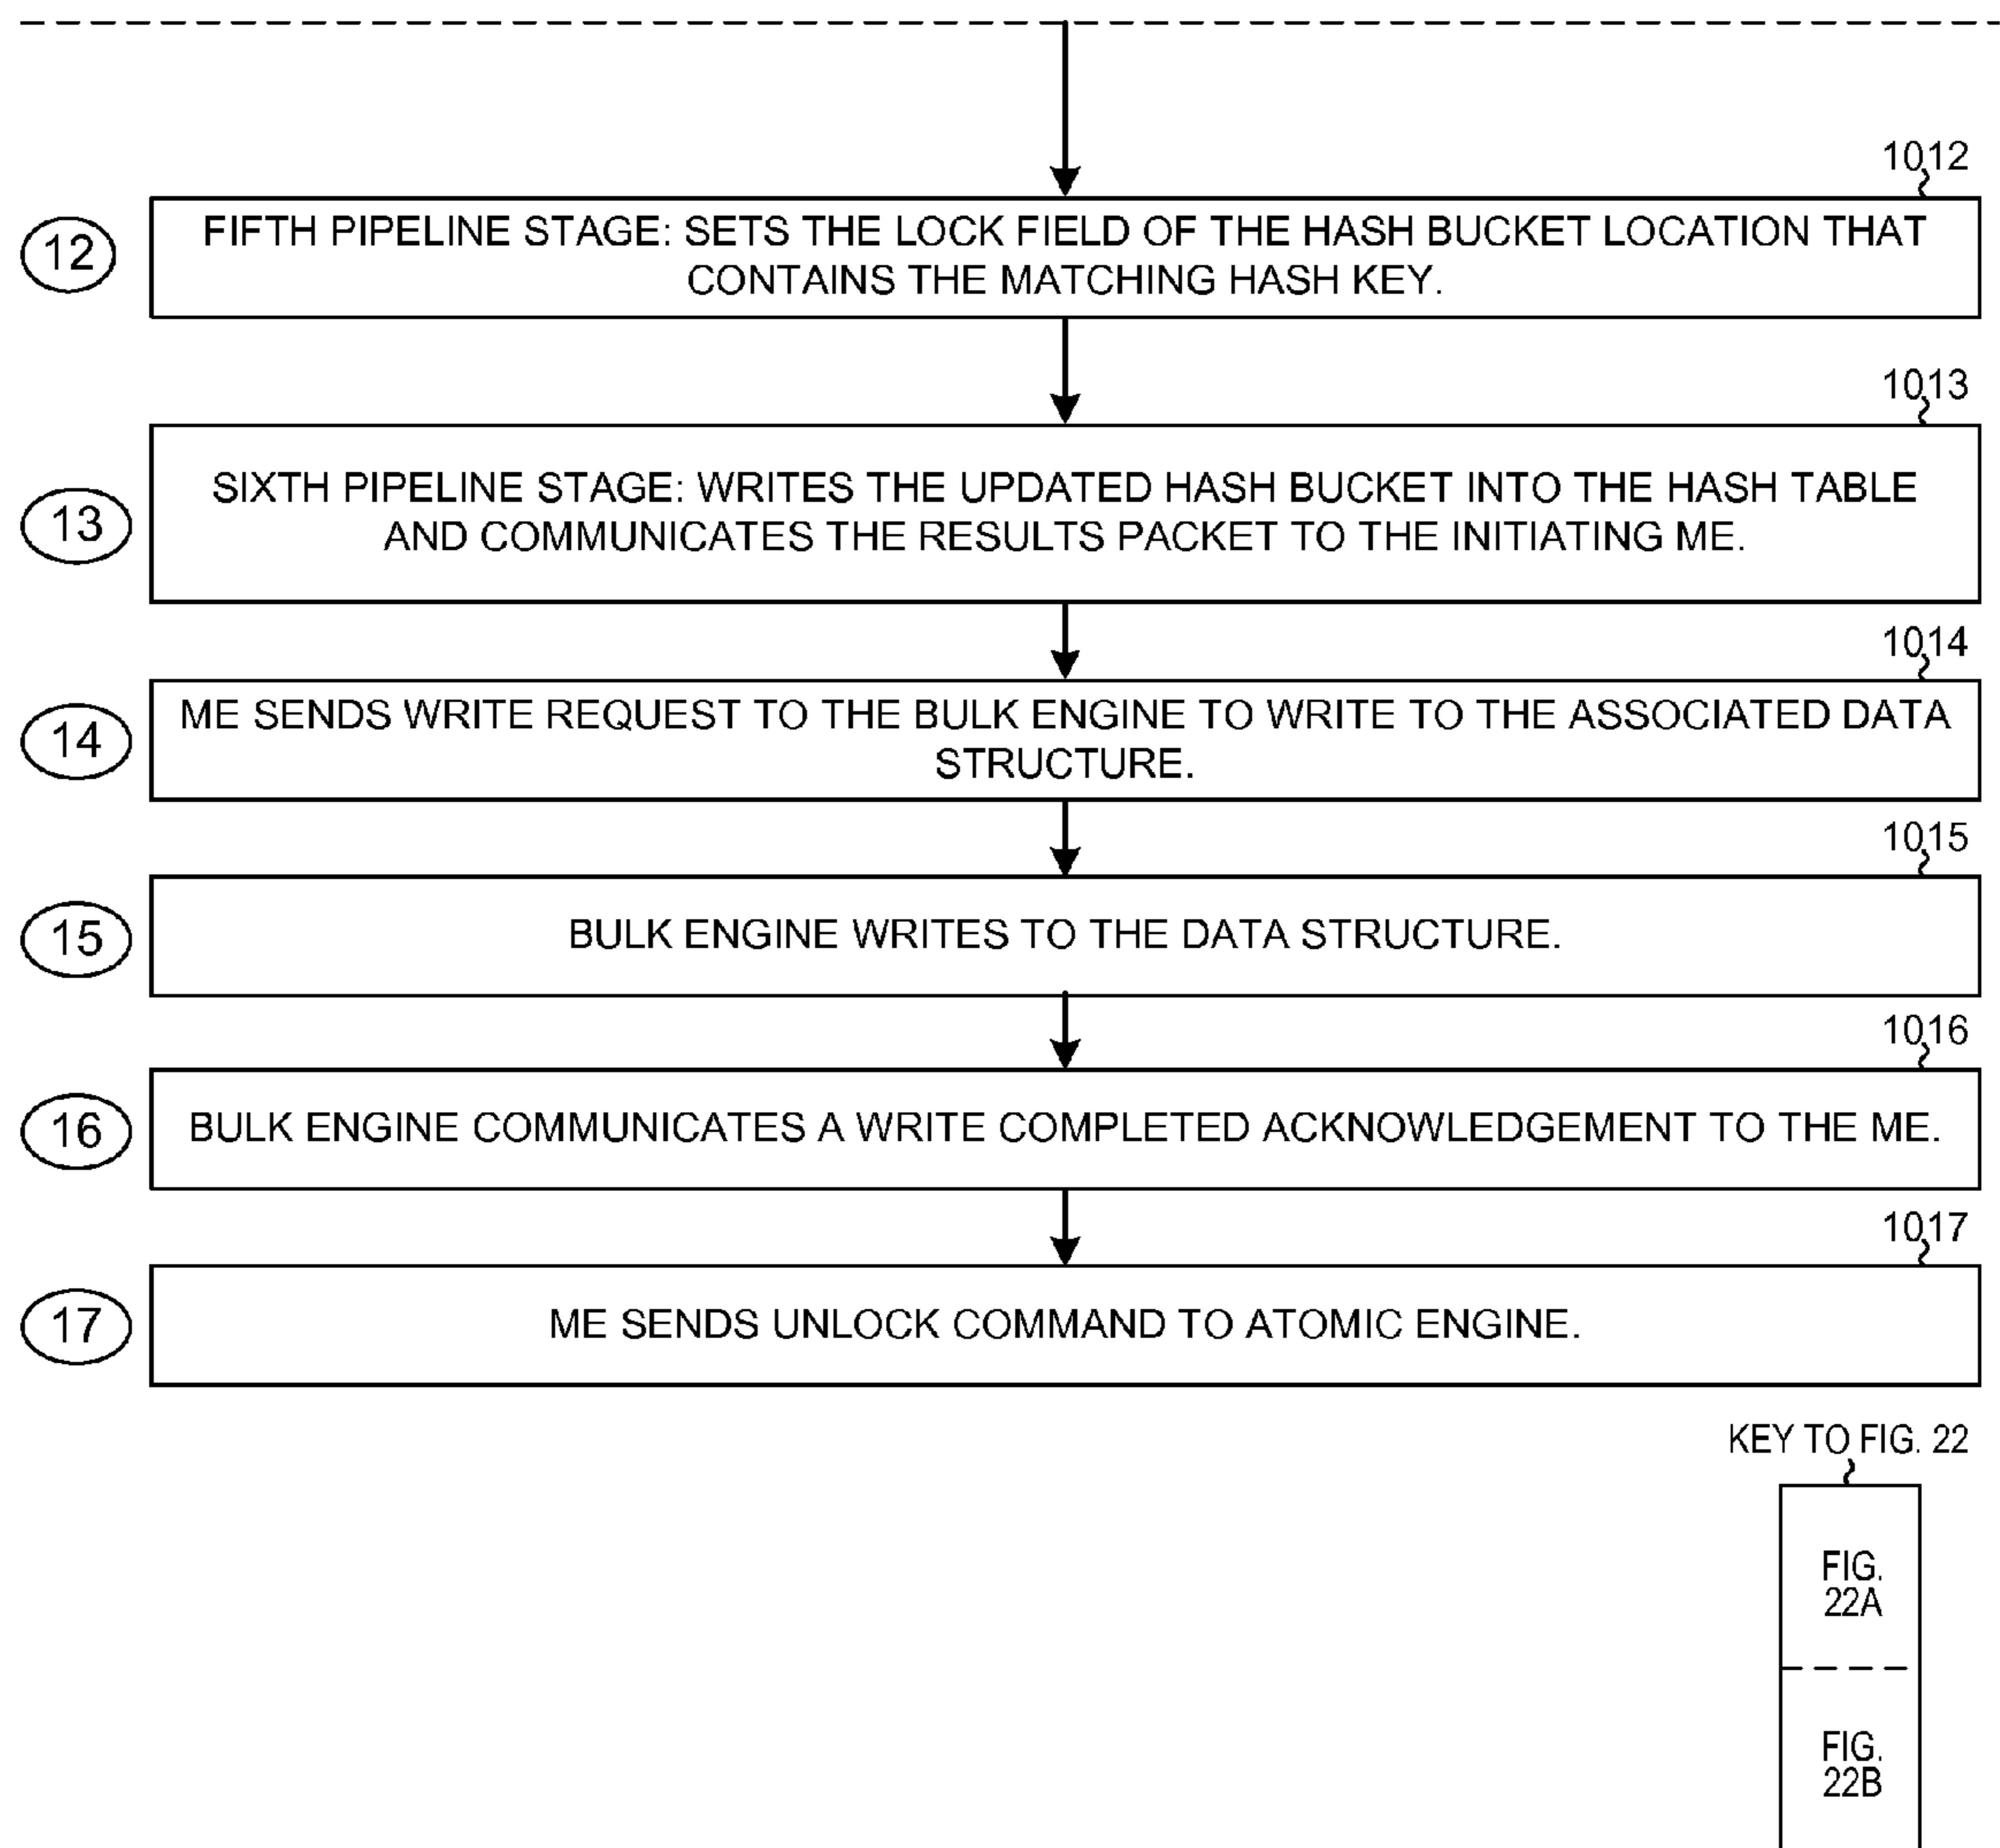 1012
12
FIFTH PIPELINE STAGE: SETS THE LOCK FIELD OF THE HASH BUCKET LOCATION THAT
CONTAINS THE MATCHING HASH KEY.
1013
13
SIXTH PIPELINE STAGE: WRITES THE UPDATED HASH BUCKET INTO THE HASH TABLE
AND COMMUNICATES THE RESULTS PACKET TO THE INITIATING ME.
1014
14
ME SENDS WRITE REQUEST TO THE BULK ENGINE TO WRITE TO THE ASSOCIATED DATA
STRUCTURE.
1015
15
BULK ENGINE WRITES TO THE DATA STRUCTURE.
1016
16
BULK ENGINE COMMUNICATES A WRITE COMPLETED ACKNOWLEDGEMENT TO THE ME.
1017
17
ME SENDS UNLOCK COMMAND TO ATOMIC ENGINE.
KEY TO FIG. 22
FIG.
22A
FIG.
22B